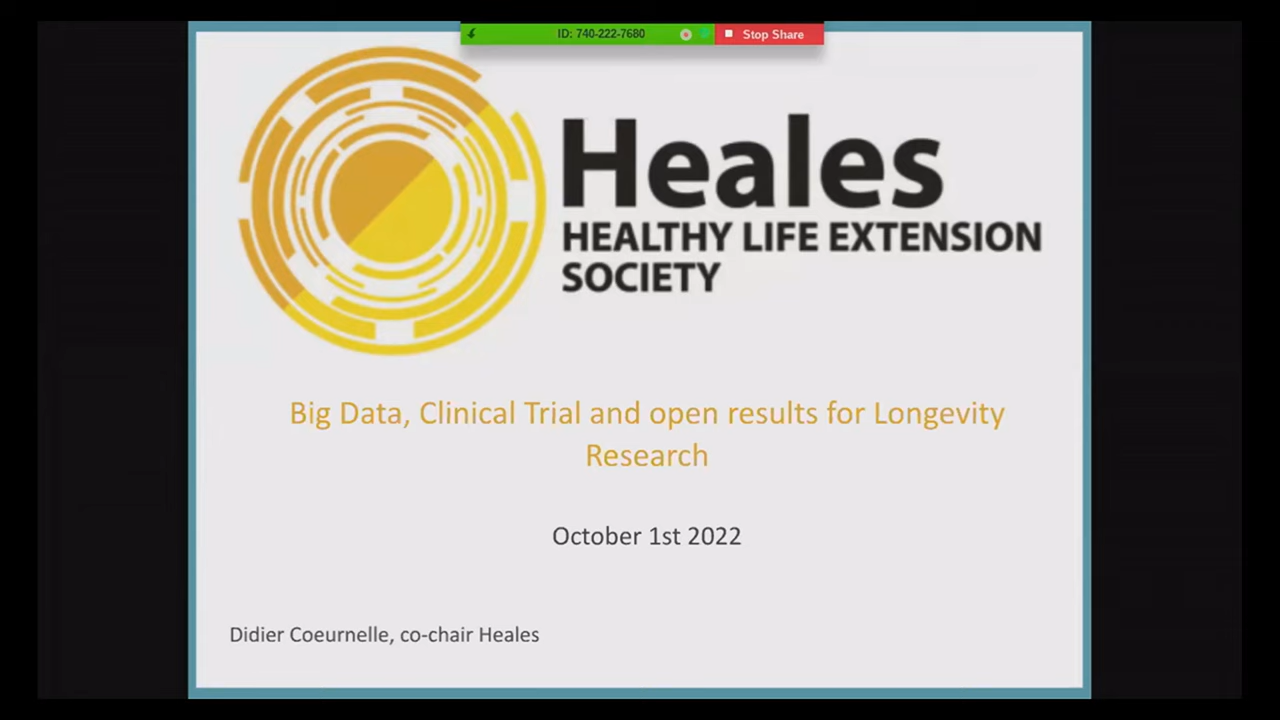 ID: 740-222-7680
Stop Share
Heales
HEALTHY LIFE EXTENSION
SOCIETY
Big Data, Clinical Trial and open results for Longevity
Research
October 1st 2022
Didier Coeurnelle, co-chair Heales